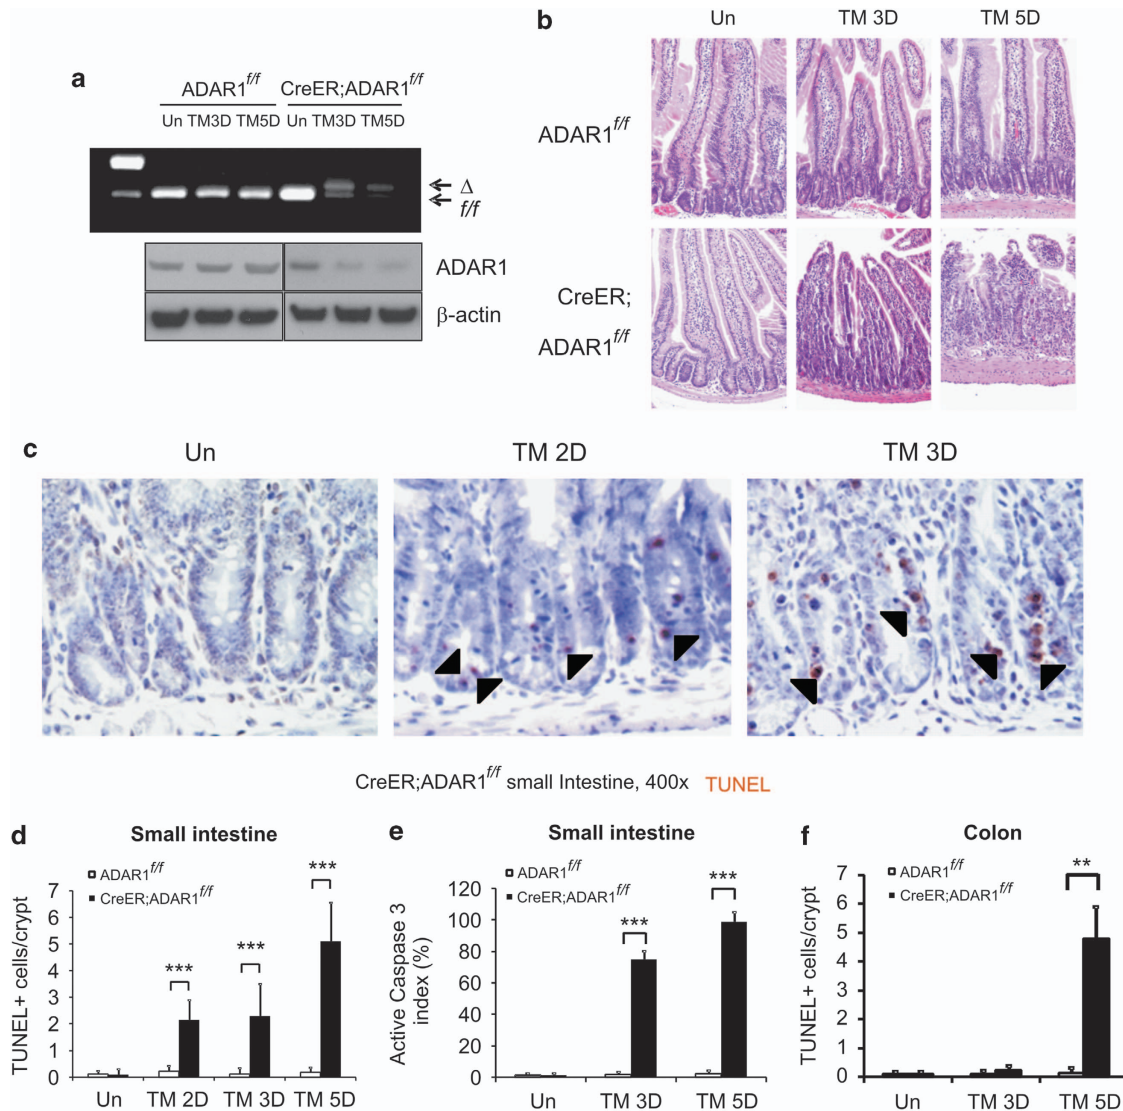 a
ADAR1f/f CreER;ADAR1f/f
Un TM3D TM5D Un TM3D TM5D
Δ
f/f
ADAR1
β-actin
b
Un TM 3D TM 5D
ADAR1f/f
CreER;
ADAR1f/f
c
Un TM 2D TM 3D
CreER;ADAR1f/f small Intestine, 400x TUNEL
d
Small intestine
ADAR1f/f
CreER;ADAR1f/f
TUNEL+ cells/crypt
7
6
5
4
3
2
1
0
***
***
***
Un TM 2D TM 3D TM 5D
e
Small intestine
ADAR1f/f
CreER;ADAR1f/f
Active Caspase 3
index (%)
120
100
80
60
40
20
0
***
***
Un TM 3D TM 5D
f
Colon
ADAR1f/f
CreER;ADAR1f/f
TUNEL+ cells/crypt
7
6
5
4
3
2
1
0
**
Un TM 3D TM 5D